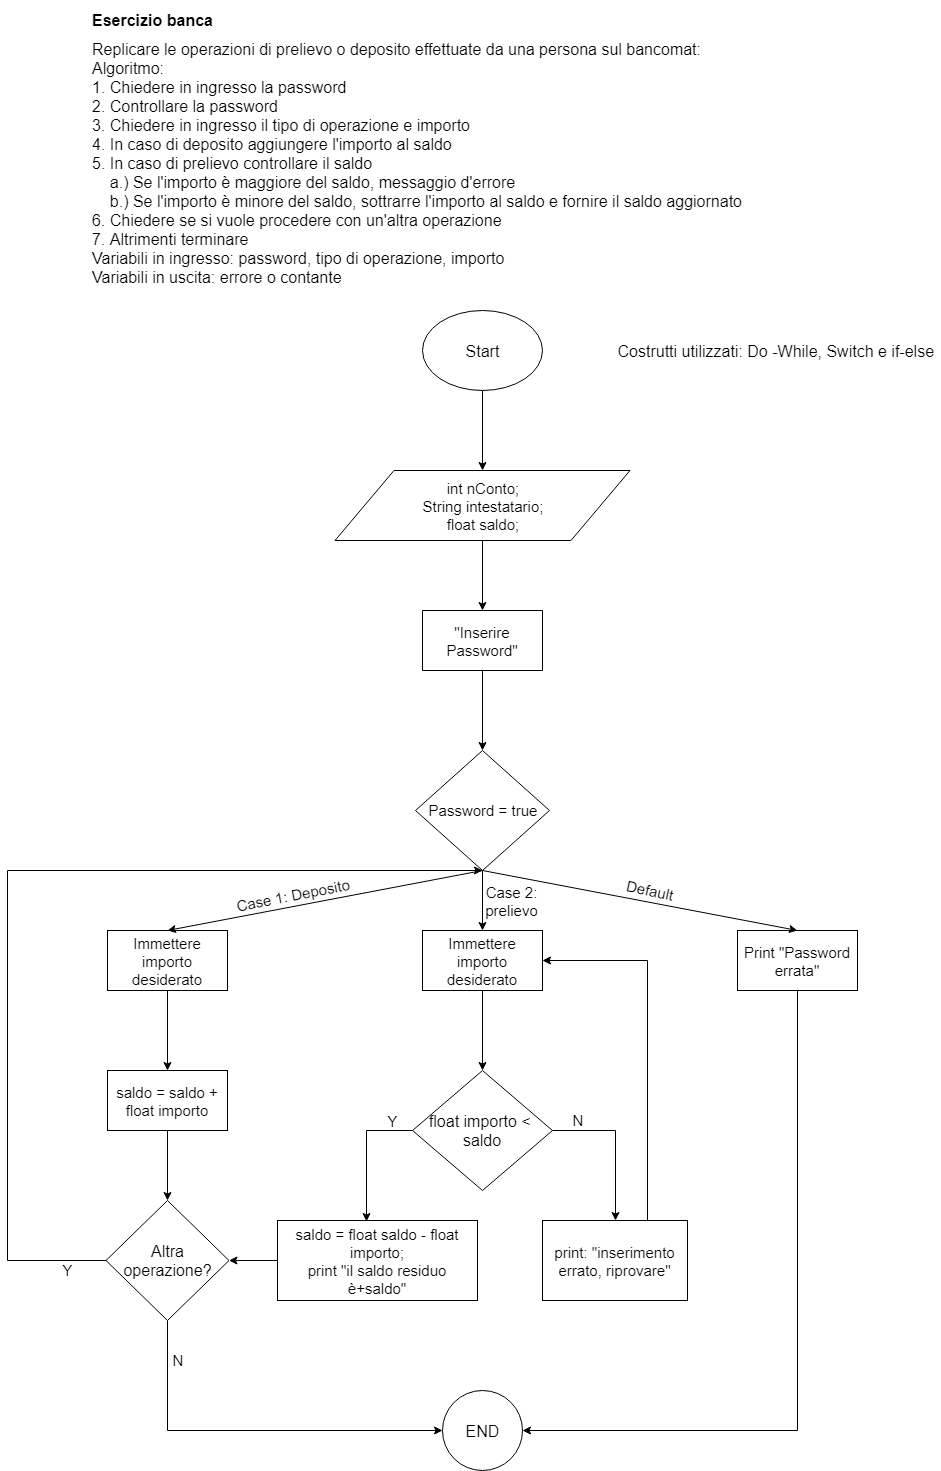 Esercizio banca
Replicare le operazioni di prelievo o deposito effettuate da una persona sul bancomat:
Algoritmo:
1. Chiedere in ingresso la password
2. Controllare la password
3. Chiedere in ingresso il tipo di operazione e importo
4. In caso di deposito aggiungere l'importo al saldo
5. In caso di prelievo controllare il saldo
a.) Se l'importo è maggiore del saldo, messaggio d'errore
b.) Se l'importo è minore del saldo, sottrarre l'importo al saldo e fornire il saldo aggiornato
6. Chiedere se si vuole procedere con un'altra operazione
7. Altrimenti terminare
Variabili in ingresso: password, tipo di operazione, importo
Variabili in uscita: errore o contante
Start
Costrutti utilizzati: Do -While, Switch e if-else
int nConto;
String intestatario;
float saldo;
"Inserire
Password"
Password = true
Case 1: Deposito
Case 2:
prelievo
Default
Immettere
importo
desiderato
Immettere
importo
desiderato
Print "Password
errata"
saldo = saldo +
float importo
float importo <
saldo
Y
N
Altra
operazione?
saldo = float saldo - float
importo;
print "il saldo residuo
è+saldo"
print: "inserimento
errato, riprovare"
Y
N
END